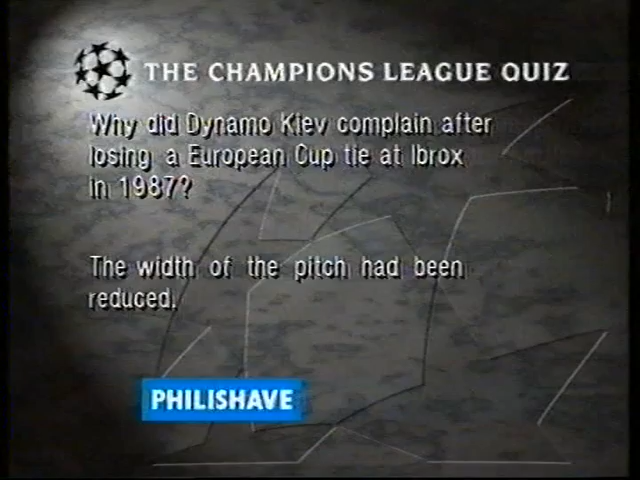 THE CHAMPIONS LEAGUE QUIZ
Why did Dynamo Kiev complain after
losing a European Cup tie at Ibrox
in 1987?
The width of the pitch had been
reduced.
PHILISHAVE